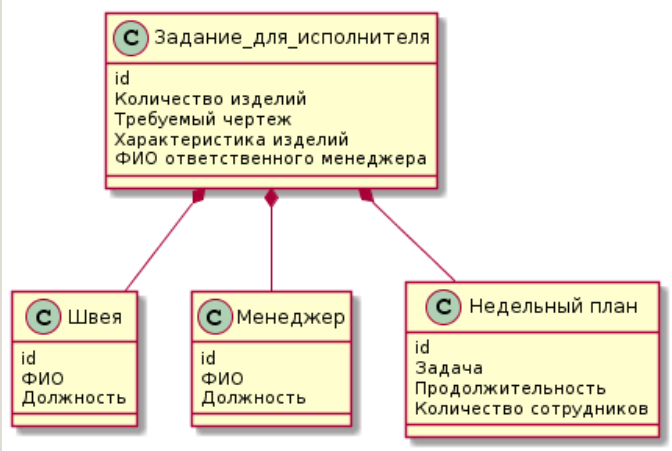 C Задание_для_исполнителя
id
Количество изделий
Требуемый чертеж
Характеристика изделий
ФИО ответственного менеджера
C Швея
id
ФИО
Должность
C Менеджер
id
ФИО
Должность
C Недельный план
id
Задача
Продолжительность
Количество сотрудников